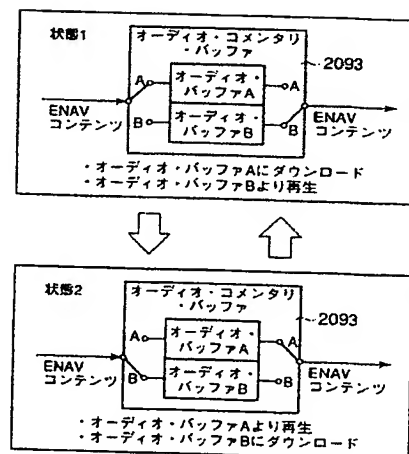 状態1
オーディオ・コメンタリ・
バッファ
2093
A
オーディオ・
バッファA
A
B
オーディオ・
バッファB
B
ENAV
コンテンツ
ENAV
コンテンツ
・オーディオ・バッファAにダウンロード
・オーディオ・バッファBより再生
状態2
オーディオ・コメンタリ・
バッファ
2093
A
オーディオ・
バッファA
A
B
オーディオ・
バッファB
B
ENAV
コンテンツ
ENAV
コンテンツ
・オーディオ・バッファAより再生
・オーディオ・バッファBにダウンロード